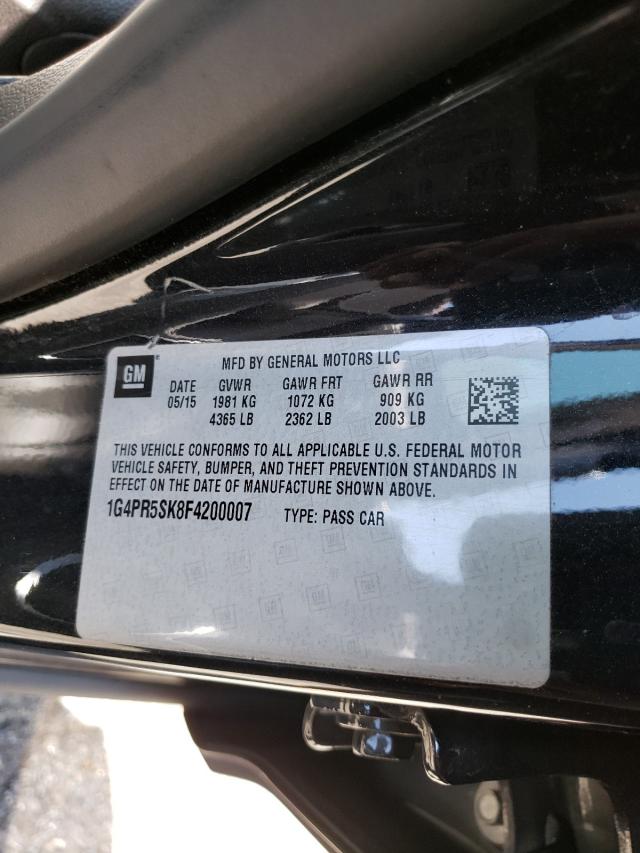 GM
MFD BY GENERAL MOTORS LLC
DATE GVWR GAWR FRT GAWR RR
05/15 1981 KG 1072 KG 909 KG
4365 LB 2362 LB 2003 LB
THIS VEHICLE CONFORMS TO ALL APPLICABLE U.S. FEDERAL MOTOR
VEHICLE SAFETY, BUMPER, AND THEFT PREVENTION STANDARDS IN
EFFECT ON THE DATE OF MANUFACTURE SHOWN ABOVE.
1G4PR5SK8F4200007 TYPE: PASS CAR